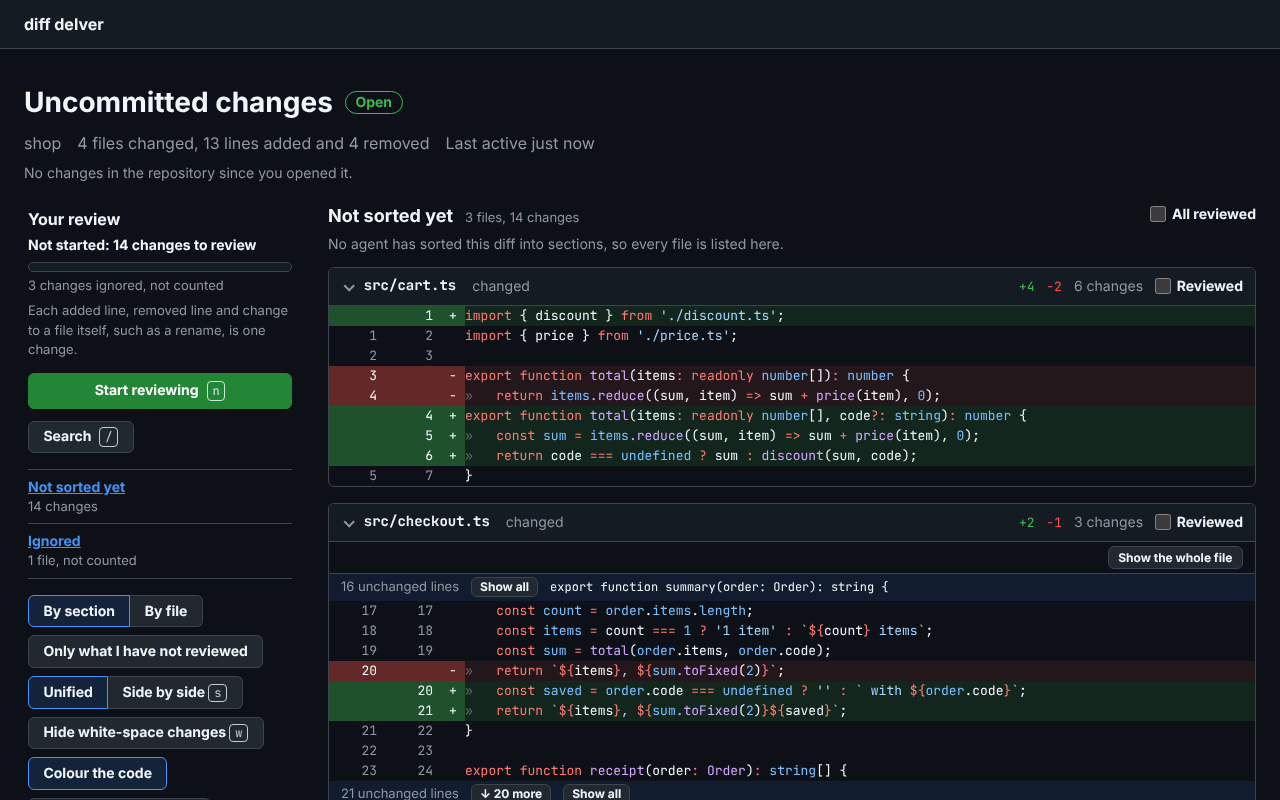 diff delver
Uncommitted changes Open
shop 4 files changed, 13 lines added and 4 removed Last active just now
No changes in the repository since you opened it.
Your review
Not started: 14 changes to review
3 changes ignored, not counted
Each added line, removed line and change
to a file itself, such as a rename, is one
change.
Start reviewing n
Search /
Not sorted yet
14 changes
Ignored
1 file, not counted
By section By file
Only what I have not reviewed
Unified Side by side s
Hide white-space changes w
Colour the code
Not sorted yet 3 files, 14 changes All reviewed
No agent has sorted this diff into sections, so every file is listed here.
src/cart.ts changed +4 -2 6 changes Reviewed
1 + import { discount } from './discount.ts';
1 2 import { price } from './price.ts';
2 3
3 - export function total(items: readonly number[]): number {
4 - » return items.reduce((sum, item) => sum + price(item), 0);
4 + export function total(items: readonly number[], code?: string): number {
5 + » const sum = items.reduce((sum, item) => sum + price(item), 0);
6 + » return code === undefined ? sum : discount(sum, code);
5 7 }
src/checkout.ts changed +2 -1 3 changes Reviewed
Show the whole file
16 unchanged lines Show all export function summary(order: Order): string {
17 17 const count = order.items.length;
18 18 const items = count === 1 ? '1 item' : `${count} items`;
19 19 const sum = total(order.items, order.code);
20 - » return `${items}, ${sum.toFixed(2)}`;
20 + » const saved = order.code === undefined ? '' : ` with ${order.code}`;
21 + » return `${items}, ${sum.toFixed(2)}${saved}`;
21 22 }
22 23
23 24 export function receipt(order: Order): string[] {
21 unchanged lines ↓ 20 more Show all